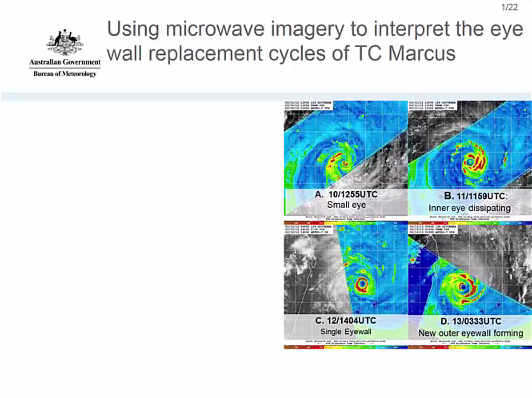 1/22
Using microwave imagery to interpret the eye
wall replacement cycles of TC Marcus
Australian Government
Bureau of Meteorology
A. 10/1255UTC
Small eye
B. 11/1159UTC
Inner eye dissipating
C. 12/1404UTC
Single Eyewall
D. 13/0333UTC
New outer eyewall forming